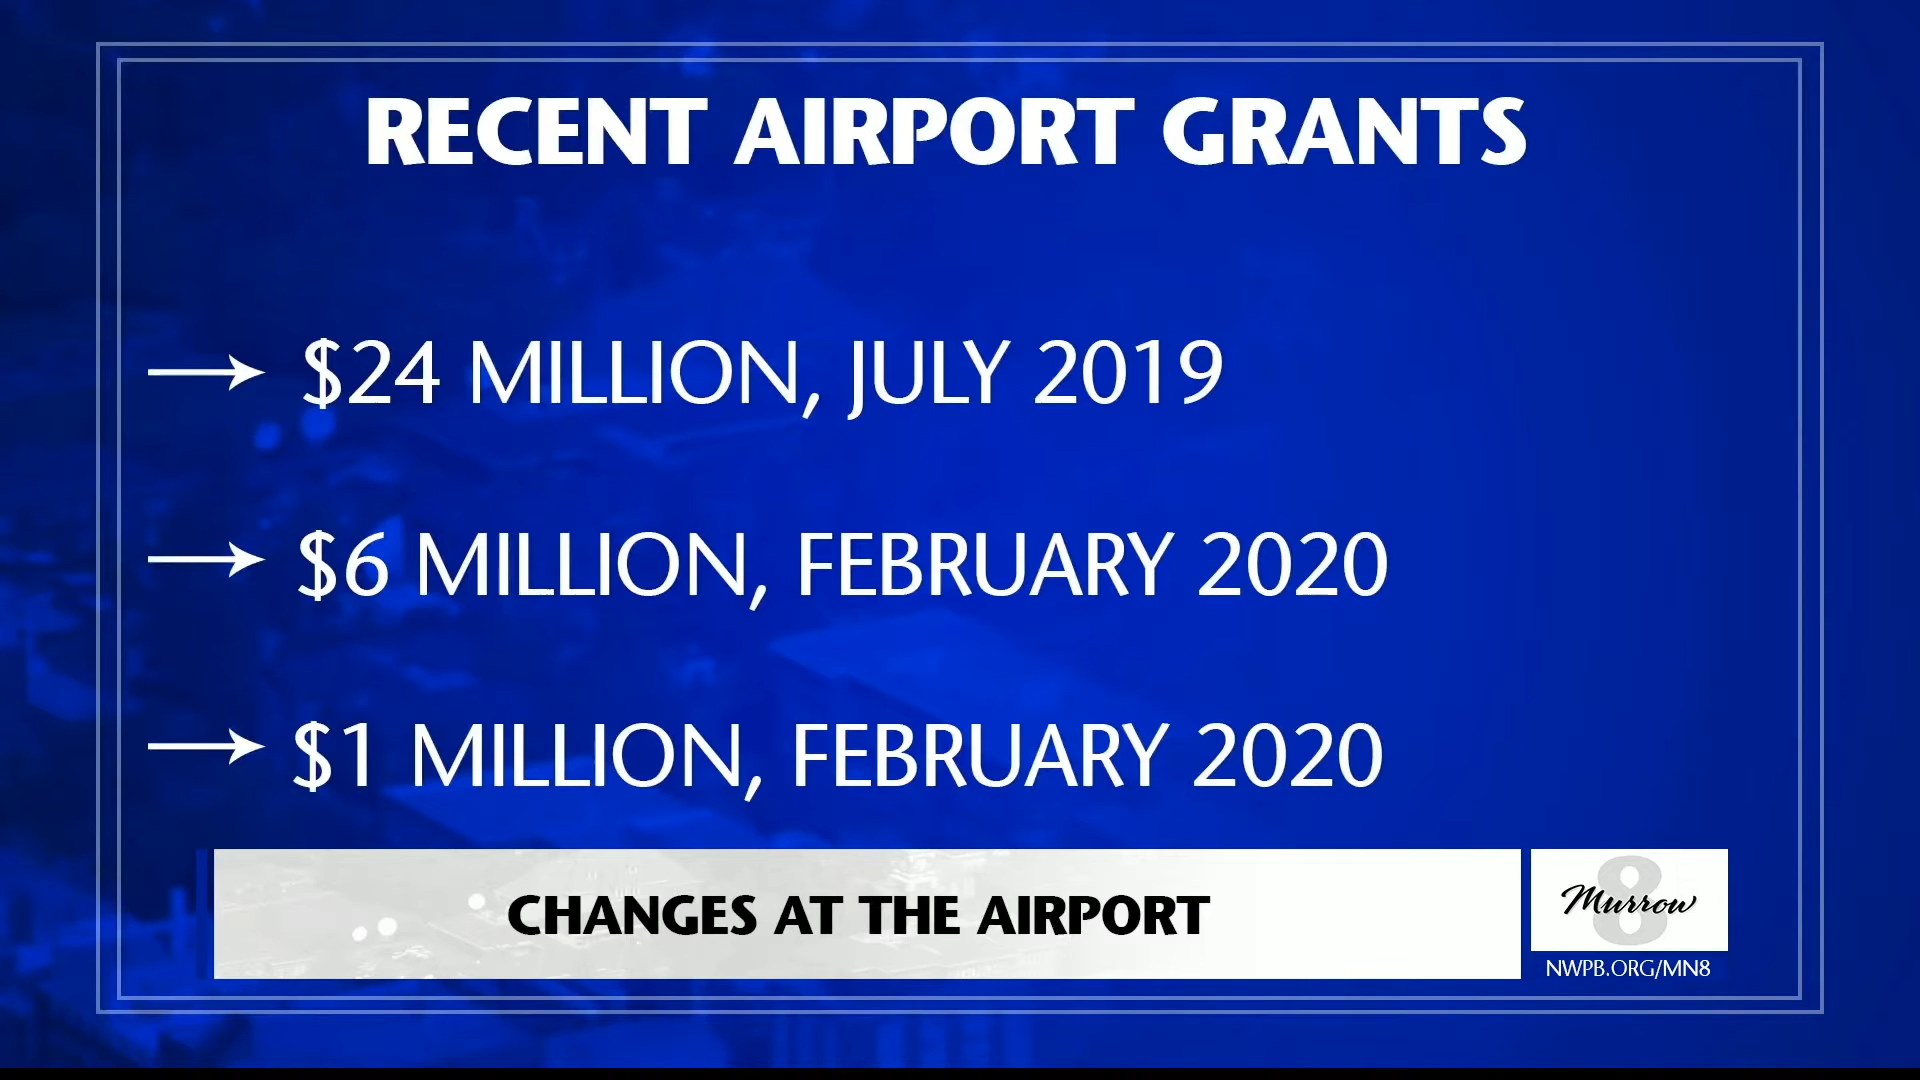 RECENT AIRPORT GRANTS
$24 MILLION, JULY 2019
$6 MILLION, FEBRUARY 2020
$1 MILLION, FEBRUARY 2020
CHANGES AT THE AIRPORT
8
Murrow
NWPB.ORG/MN8